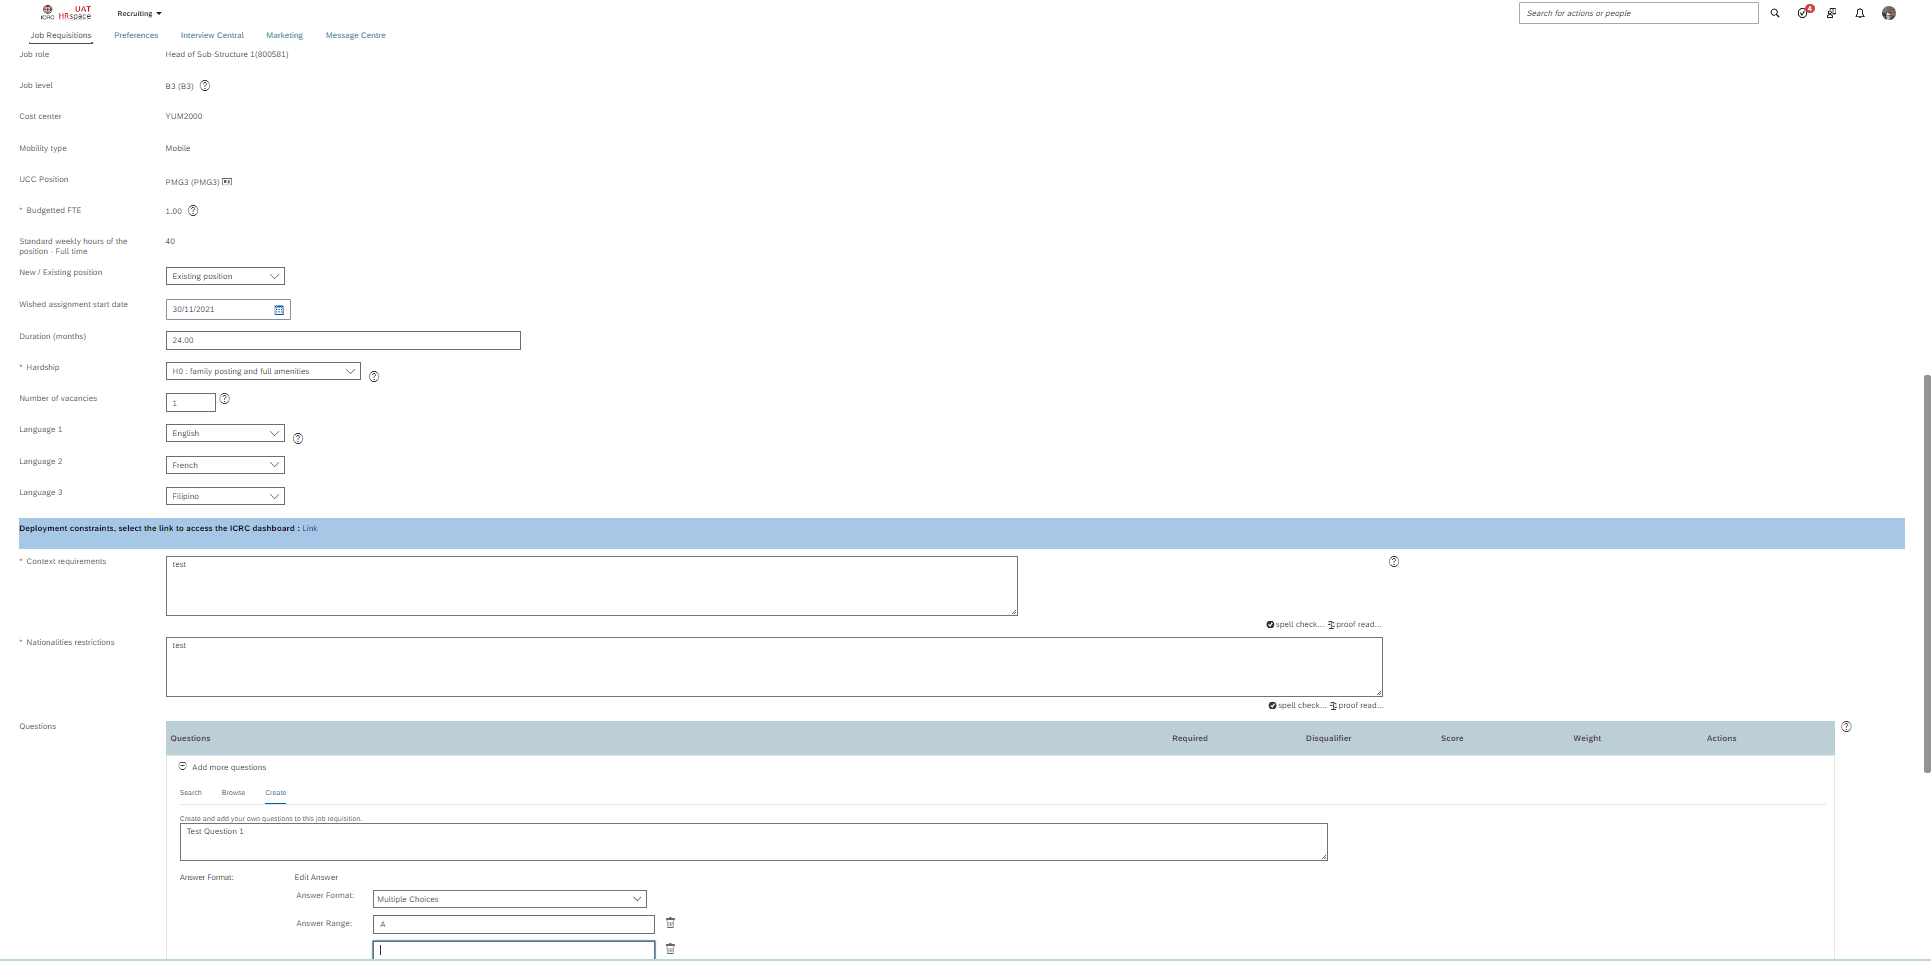 UAT
ICRC HRspace
Recruiting
Search for actions or people
4
Job Requisitions Preferences Interview Central Marketing Message Centre
Job role Head of Sub-Structure 1(800581)
Job level B3 (B3) ?
Cost center YUM2000
Mobility type Mobile
UCC Position PMG3 (PMG3)
* Budgetted FTE 1.00 ?
Standard weekly hours of the 40
position - Full time
New / Existing position Existing position
Wished assignment start date 30/11/2021
Duration (months) 24.00
* Hardship H0 : family posting and full amenities ?
Number of vacancies 1 ?
Language 1 English ?
Language 2 French
Language 3 Filipino
Deployment constraints, select the link to access the ICRC dashboard : Link
* Context requirements test ?
spell check... proof read...
* Nationalities restrictions test
spell check... proof read...
Questions ?
Questions Required Disqualifier Score Weight Actions
Add more questions
Search Browse Create
Create and add your own questions to this job requisition.
Test Question 1
Answer Format: Edit Answer
Answer Format: Multiple Choices
Answer Range: A